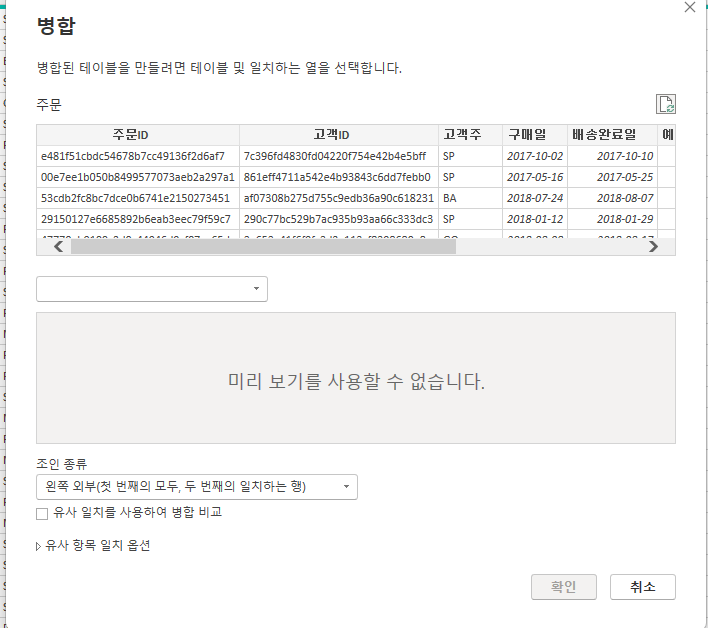 병합
병합된 테이블을 만들려면 테이블 및 일치하는 열을 선택합니다.
주문
주문ID 고객ID 고객주 구매일 배송완료일 예
e481f51cbdc54678b7cc49136f2d6af7 7c396fd4830fd04220f754e42b4e5bff SP 2017-10-02 2017-10-10
00e7ee1b050b8499577073aeb2a297a1 861eff4711a542e4b93843c6dd7febb0 SP 2017-05-16 2017-05-25
53cdb2fc8bc7dce0b6741e2150273451 af07308b275d755c9edb36a90c618231 BA 2018-07-24 2018-08-07
29150127e6685892b6eab3eec79f59c7 290c77bc529b7ac935b93aa66c333dc3 SP 2018-01-12 2018-01-29
미리 보기를 사용할 수 없습니다.
조인 종류
왼쪽 외부(첫 번째의 모두, 두 번째의 일치하는 행)
유사 일치를 사용하여 병합 비교
유사 항목 일치 옵션
확인 취소